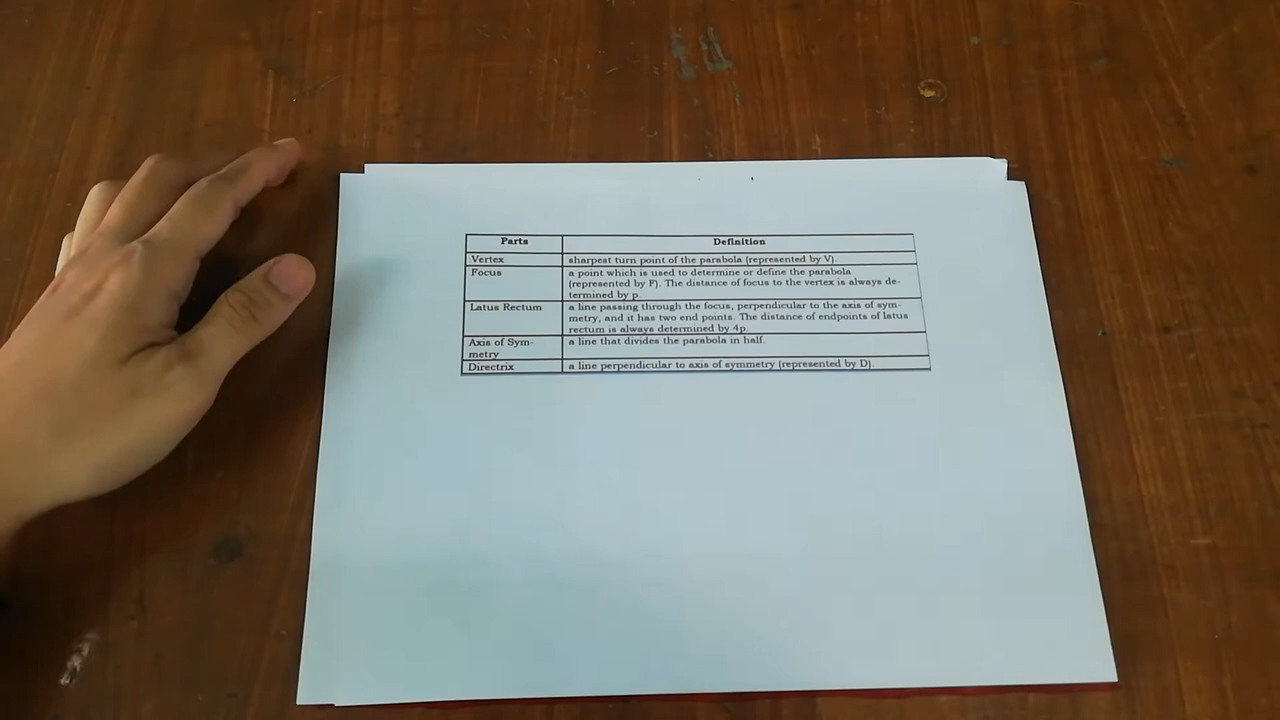 Parts Definition
Vertex sharpest turn point of the parabola (represented by V).
Focus a point which is used to determine or define the parabola
(represented by F). The distance of focus to the vertex is always de-
termined by p.
Latus Rectum a line passing through the focus, perpendicular to the axis of sym-
metry, and it has two end points. The distance of endpoints of latus
rectum is always determined by 4p.
Axis of Sym- a line that divides the parabola in half.
metry
Directrix a line perpendicular to axis of symmetry (represented by D).